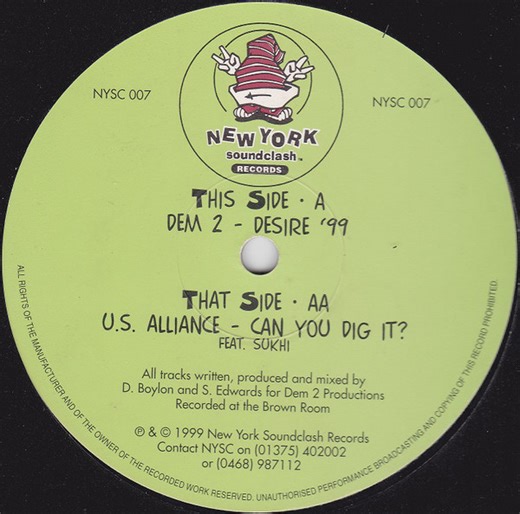 NYSC 007
NYSC 007
NEW YORK
soundclash™
RECORDS
THIS SIDE · A
DEM 2 - DESIRE '99
THAT SIDE · AA
U.S. ALLIANCE - CAN YOU DIG IT?
FEAT. SUKHI
All tracks written, produced and mixed by
D. Boylon and S. Edwards for Dem 2 Productions
Recorded at the Brown Room
℗ & © 1999 New York Soundclash Records
Contact NYSC on (01375) 402002
or (0468) 987112
ALL RIGHTS OF THE MANUFACTURER AND OF THE OWNER OF THE RECORDED WORK RESERVED. UNAUTHORISED PERFORMANCE BROADCASTING AND COPYING OF THIS RECORD PROHIBITED.